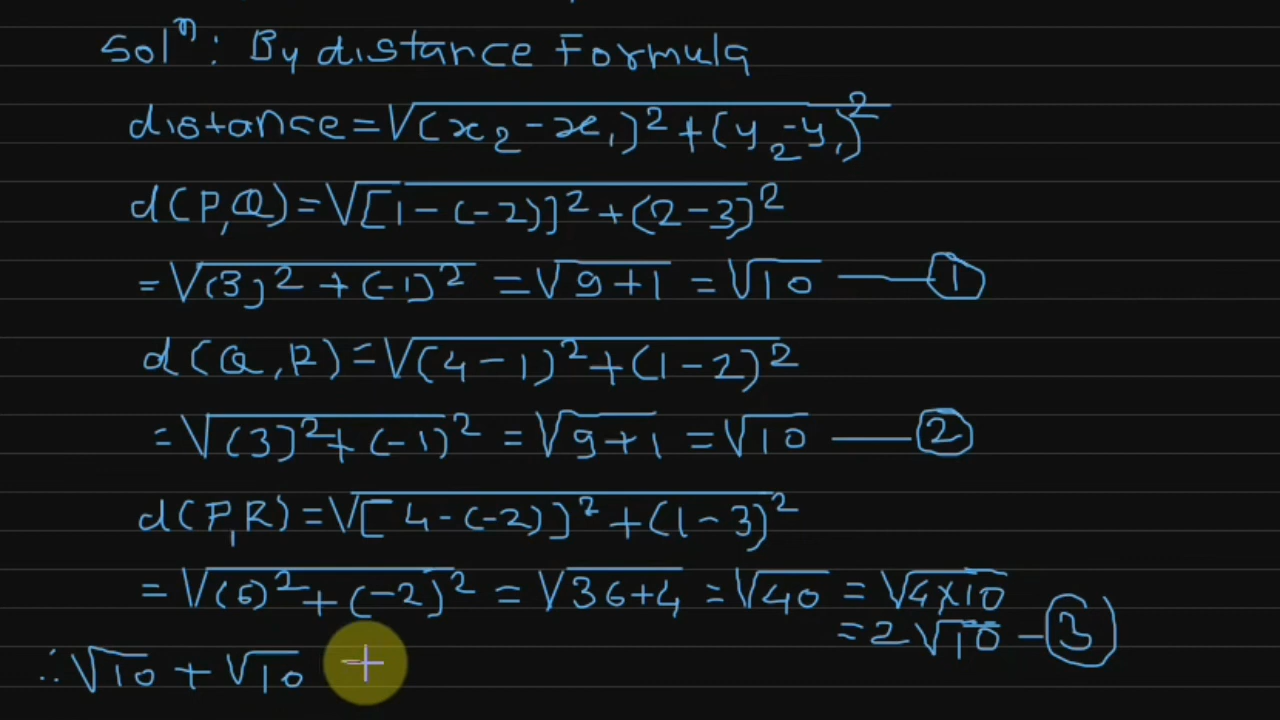 Solⁿ: By distance Formula
distance=√(x₂-x₁)²+(y₂-y₁)²
d(P,Q)=√[1-(-2)]²+(2-3)²
=√(3)²+(-1)² =√9+1 =√10 —— ①
d(Q,R)=√(4-1)²+(1-2)²
=√(3)²+(-1)² =√9+1 =√10 —— ②
d(P,R)=√[4-(-2)]²+(1-3)²
=√(6)²+(-2)² =√36+4 =√40 =√4×10
=2√10 - ③
∴√10 + √10